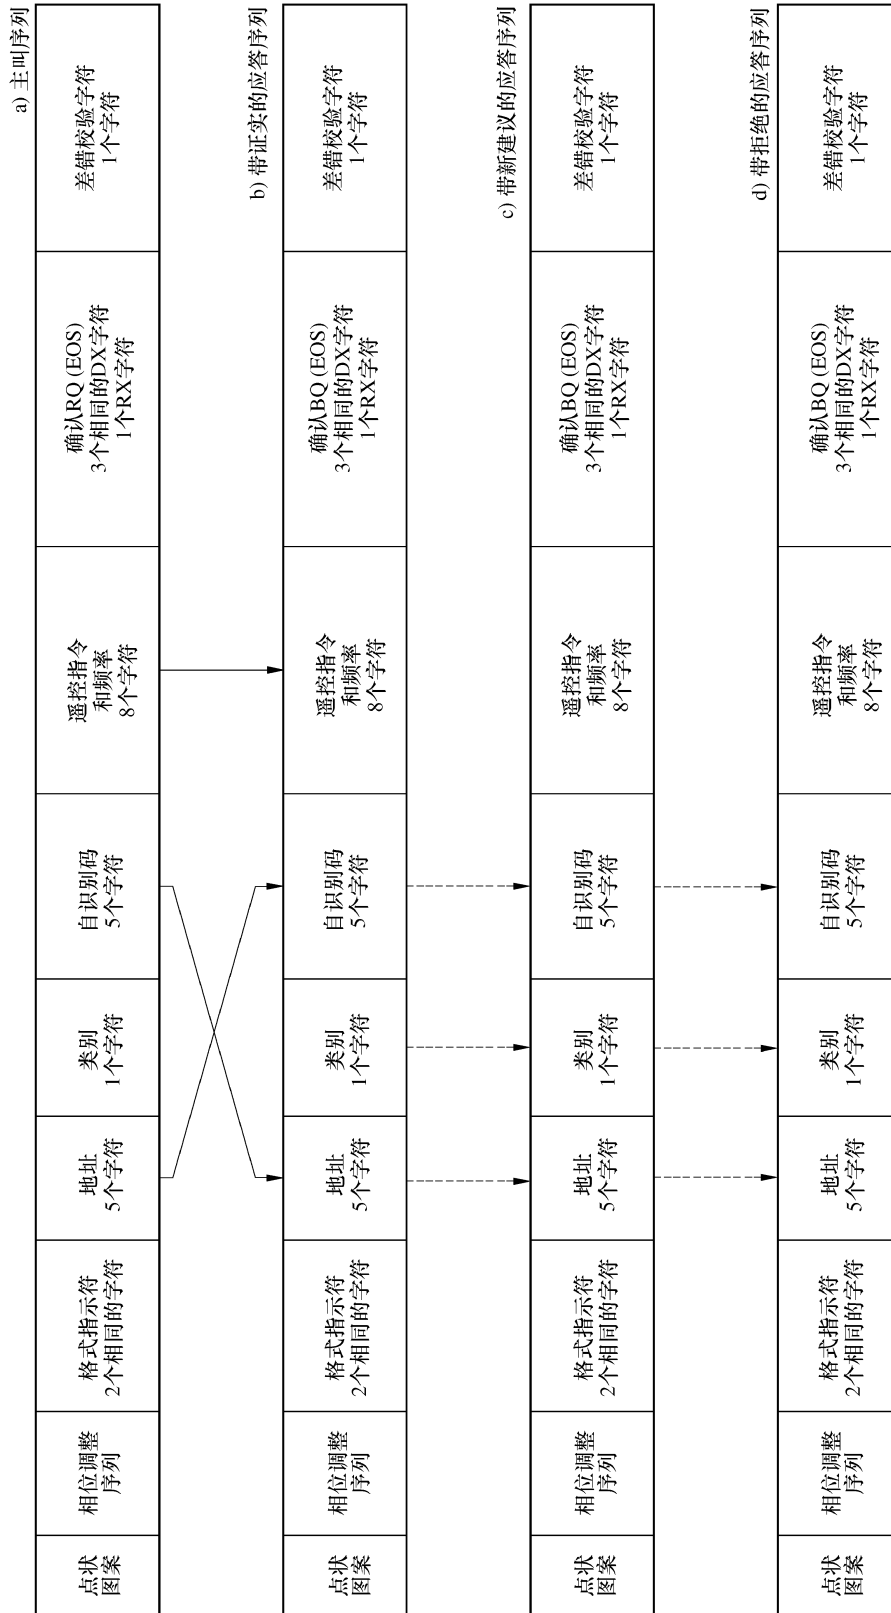 a) 主叫序列
点状
图案
相位调整
序列
格式指示符
2个相同的字符
地址
5个字符
类别
1个字符
自识别码
5个字符
遥控指令
和频率
8个字符
确认RQ (EOS)
3个相同的DX字符
1个RX字符
差错校验字符
1个字符
b) 带证实的应答序列
点状
图案
相位调整
序列
格式指示符
2个相同的字符
地址
5个字符
类别
1个字符
自识别码
5个字符
遥控指令
和频率
8个字符
确认BQ (EOS)
3个相同的DX字符
1个RX字符
差错校验字符
1个字符
c) 带新建议的应答序列
点状
图案
相位调整
序列
格式指示符
2个相同的字符
地址
5个字符
类别
1个字符
自识别码
5个字符
遥控指令
和频率
8个字符
确认BQ (EOS)
3个相同的DX字符
1个RX字符
差错校验字符
1个字符
d) 带拒绝的应答序列
点状
图案
相位调整
序列
格式指示符
2个相同的字符
地址
5个字符
类别
1个字符
自识别码
5个字符
遥控指令
和频率
8个字符
确认BQ (EOS)
3个相同的DX字符
1个RX字符
差错校验字符
1个字符